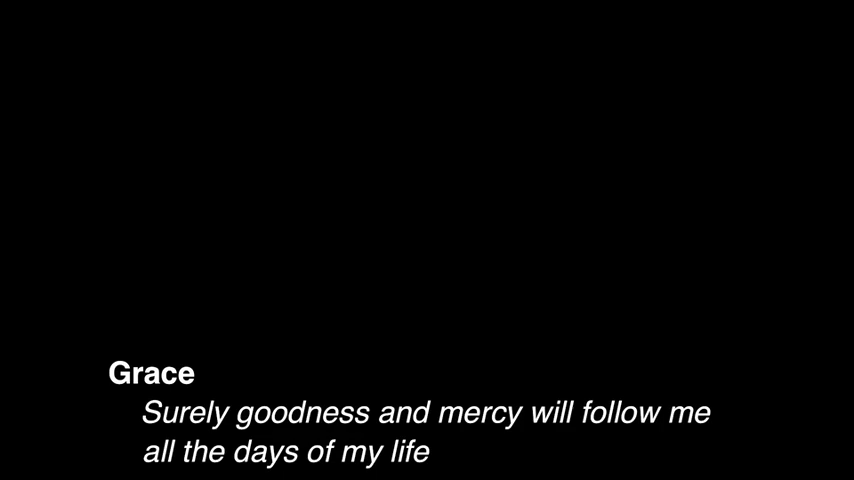 Grace
Surely goodness and mercy will follow me
all the days of my life